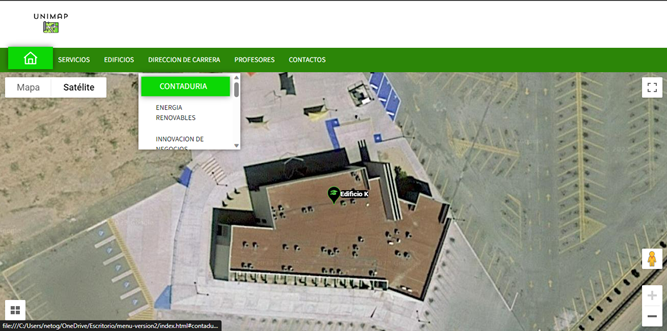 UNIMAP
SERVICIOS EDIFICIOS DIRECCION DE CARRERA PROFESORES CONTACTOS
Mapa Satélite
CONTADURIA
ENERGIA
RENOVABLES
INNOVACION DE
NEGOCIOS
Edificio K
file:///C:/Users/netog/OneDrive/Escritorio/menu-version2/index.html#contadu...